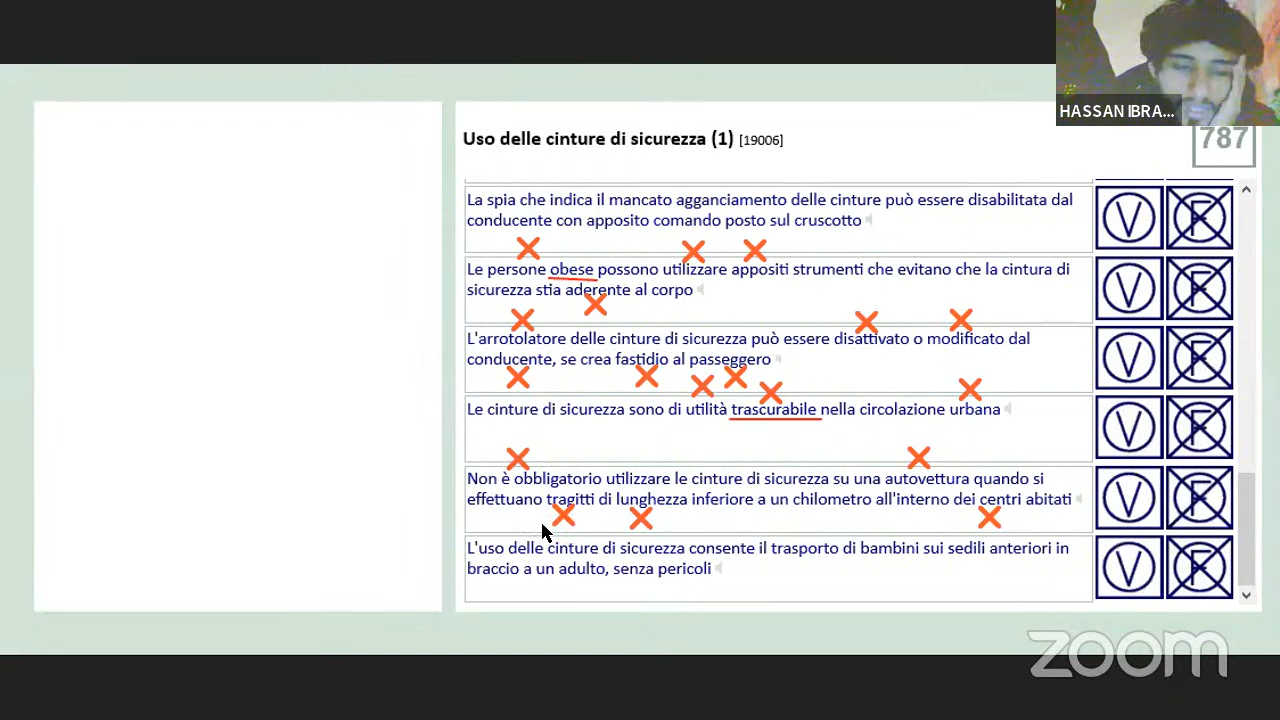 HASSAN IBRA...
Uso delle cinture di sicurezza (1) [19006]
787
La spia che indica il mancato agganciamento delle cinture può essere disabilitata dal
conducente con apposito comando posto sul cruscotto
V F
Le persone obese possono utilizzare appositi strumenti che evitano che la cintura di
sicurezza stia aderente al corpo
V F
L'arrotolatore delle cinture di sicurezza può essere disattivato o modificato dal
conducente, se crea fastidio al passeggero
V F
Le cinture di sicurezza sono di utilità trascurabile nella circolazione urbana
V F
Non è obbligatorio utilizzare le cinture di sicurezza su una autovettura quando si
effettuano tragitti di lunghezza inferiore a un chilometro all'interno dei centri abitati
V F
L'uso delle cinture di sicurezza consente il trasporto di bambini sui sedili anteriori in
braccio a un adulto, senza pericoli
V F
zoom